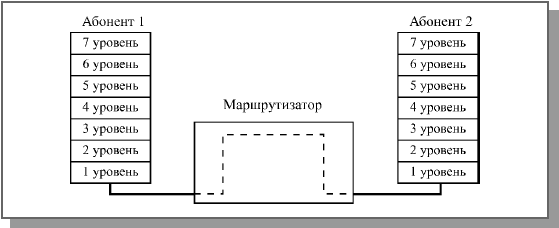 Абонент 1
7 уровень
6 уровень
5 уровень
4 уровень
3 уровень
2 уровень
1 уровень
Маршрутизатор
Абонент 2
7 уровень
6 уровень
5 уровень
4 уровень
3 уровень
2 уровень
1 уровень